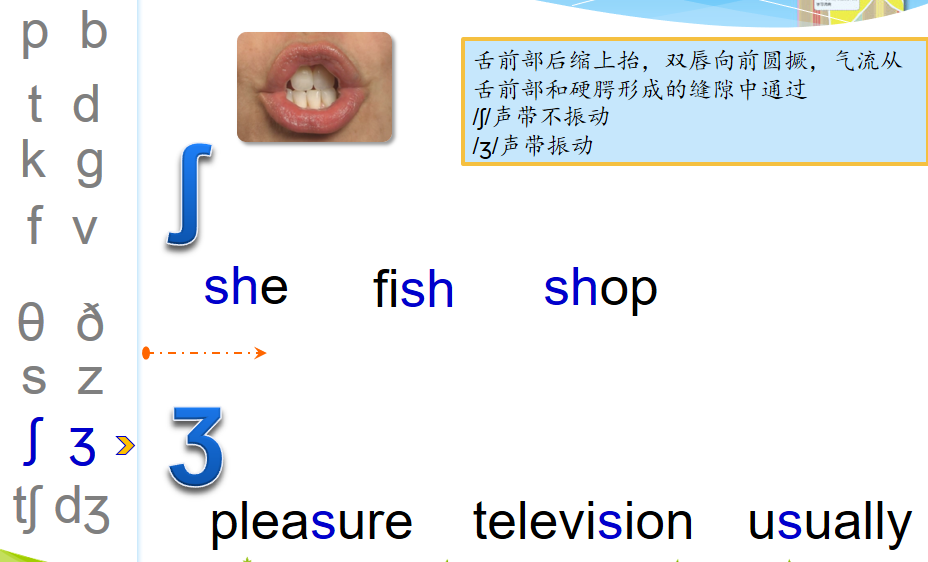 p b
t d
k g
f v
θ ð
s z
ʃ ʒ
tʃ dʒ
舌前部后缩上抬，双唇向前圆撅，气流从
舌前部和硬腭形成的缝隙中通过
/ʃ/声带不振动
/ʒ/声带振动
ʃ
she fish shop
ʒ
pleasure television usually